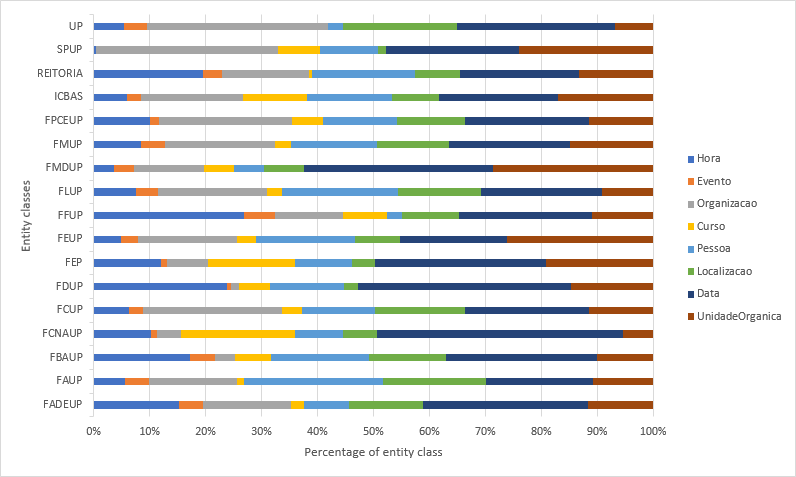 UP
SPUP
REITORIA
ICBAS
FPCEUP
FMUP
FMDUP
FLUP
FFUP
FEUP
FEP
FDUP
FCUP
FCNAUP
FBAUP
FAUP
FADEUP
Entity classes
0% 10% 20% 30% 40% 50% 60% 70% 80% 90% 100%
Percentage of entity class
Hora
Evento
Organizacao
Curso
Pessoa
Localizacao
Data
UnidadeOrganica